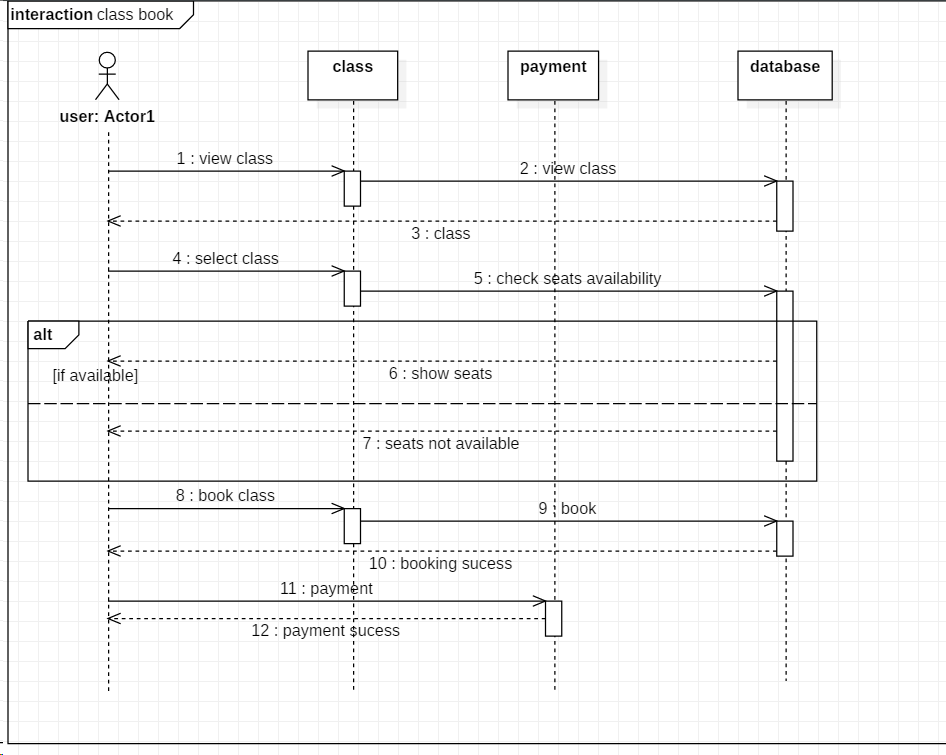 interaction class book
class
payment
database
user: Actor1
1 : view class
2 : view class
3 : class
4 : select class
5 : check seats availability
alt
6 : show seats
[if available]
7 : seats not available
8 : book class
9 : book
10 : booking sucess
11 : payment
12 : payment sucess